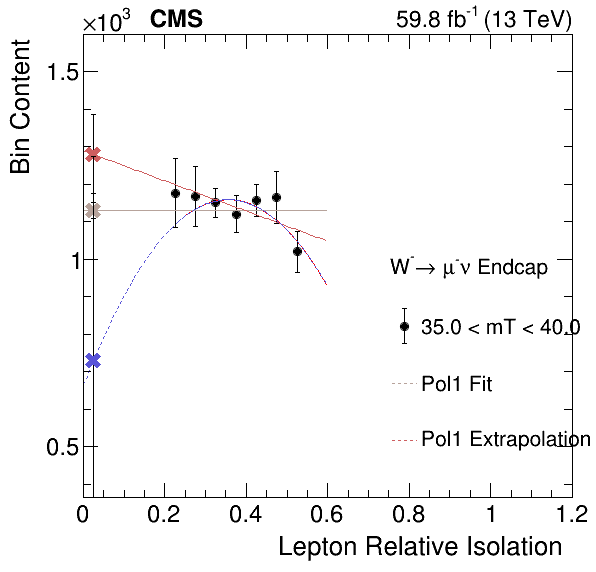 ×10³ CMS 59.8 fb⁻¹ (13 TeV)
Bin Content
1.5
1
0.5
W⁻→ μ⁻ν Endcap
35.0 < mT < 40.0
Pol1 Fit
Pol1 Extrapolation
0 0.2 0.4 0.6 0.8 1 1.2
Lepton Relative Isolation